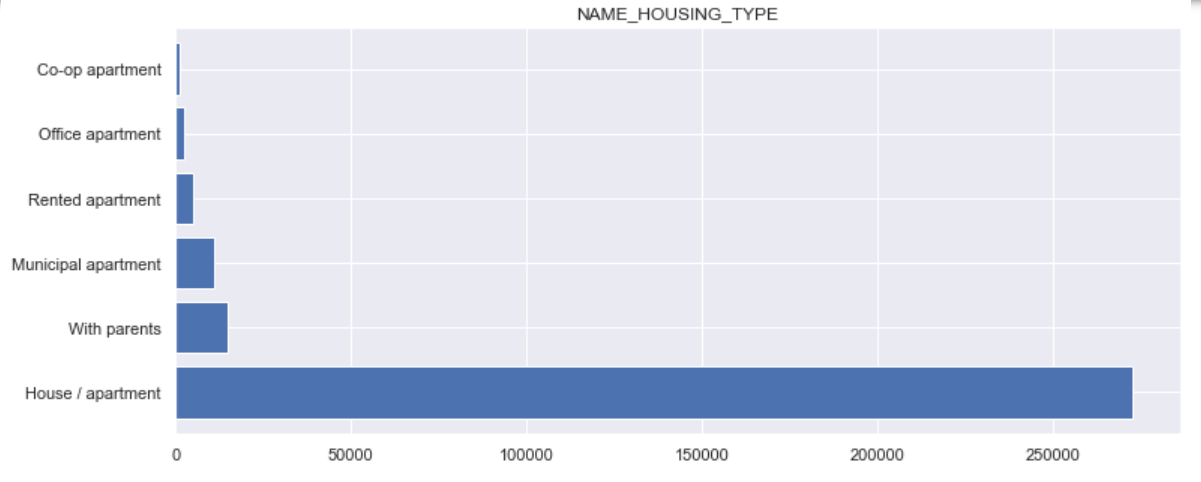 NAME_HOUSING_TYPE
Co-op apartment
Office apartment
Rented apartment
Municipal apartment
With parents
House / apartment
0 50000 100000 150000 200000 250000